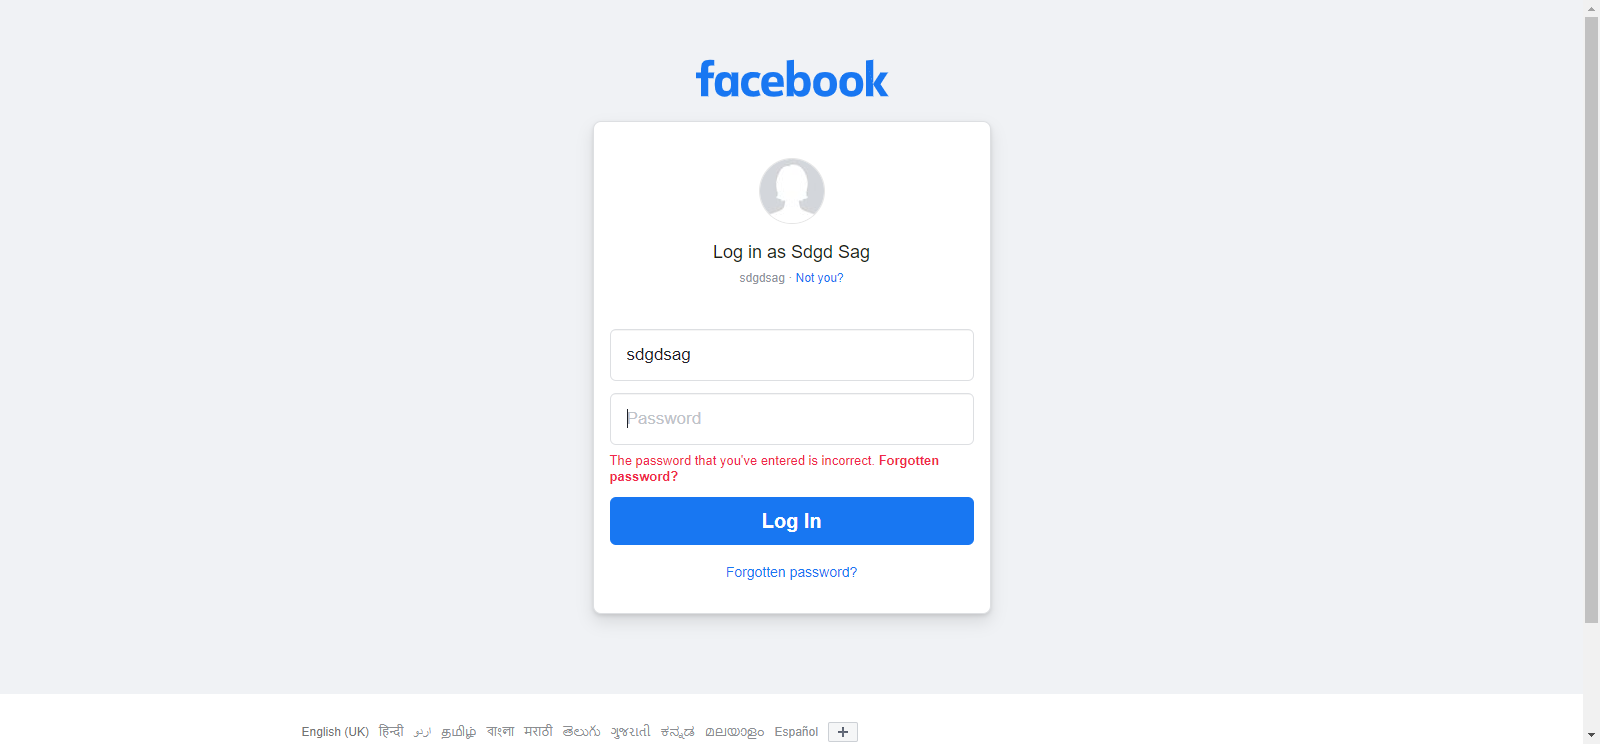 facebook
Log in as Sdgd Sag
sdgdsag · Not you?
sdgdsag
Password
The password that you've entered is incorrect. Forgotten
password?
Log In
Forgotten password?
English (UK) हिन्दी اردو தமிழ் বাংলা मराठी తెలుగు ગુજરાતી ಕನ್ನಡ മലയാളം Español +